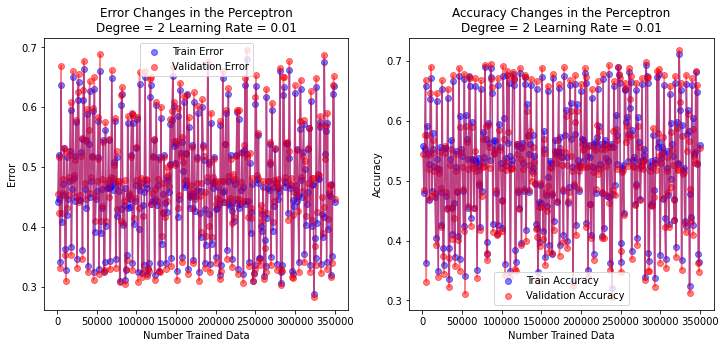 Error Changes in the Perceptron
Degree = 2 Learning Rate = 0.01
Accuracy Changes in the Perceptron
Degree = 2 Learning Rate = 0.01
0.7
0.6
0.5
0.4
0.3
Error
Train Error
Validation Error
0
50000
100000
150000
200000
250000
300000
350000
Number Trained Data
0.7
0.6
0.5
0.4
0.3
Accuracy
Train Accuracy
Validation Accuracy
0
50000
100000
150000
200000
250000
300000
350000
Number Trained Data